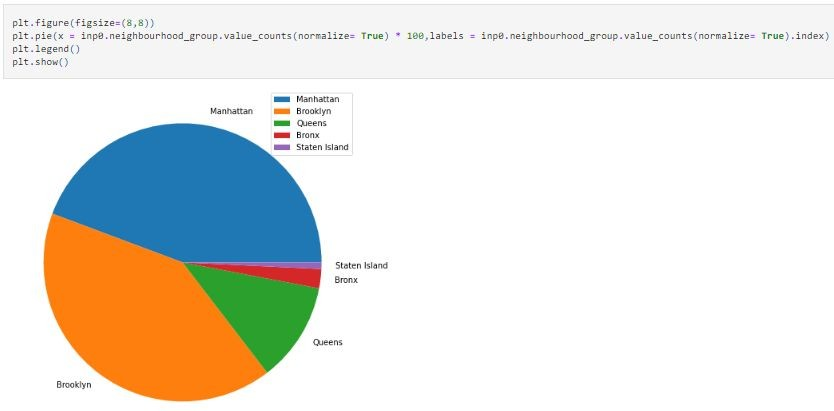 plt.figure(figsize=(8,8))
plt.pie(x = inp0.neighbourhood_group.value_counts(normalize= True) * 100,labels = inp0.neighbourhood_group.value_counts(normalize= True).index)
plt.legend()
plt.show()
Manhattan
Manhattan
Brooklyn
Queens
Bronx
Staten Island
Staten Island
Bronx
Queens
Brooklyn